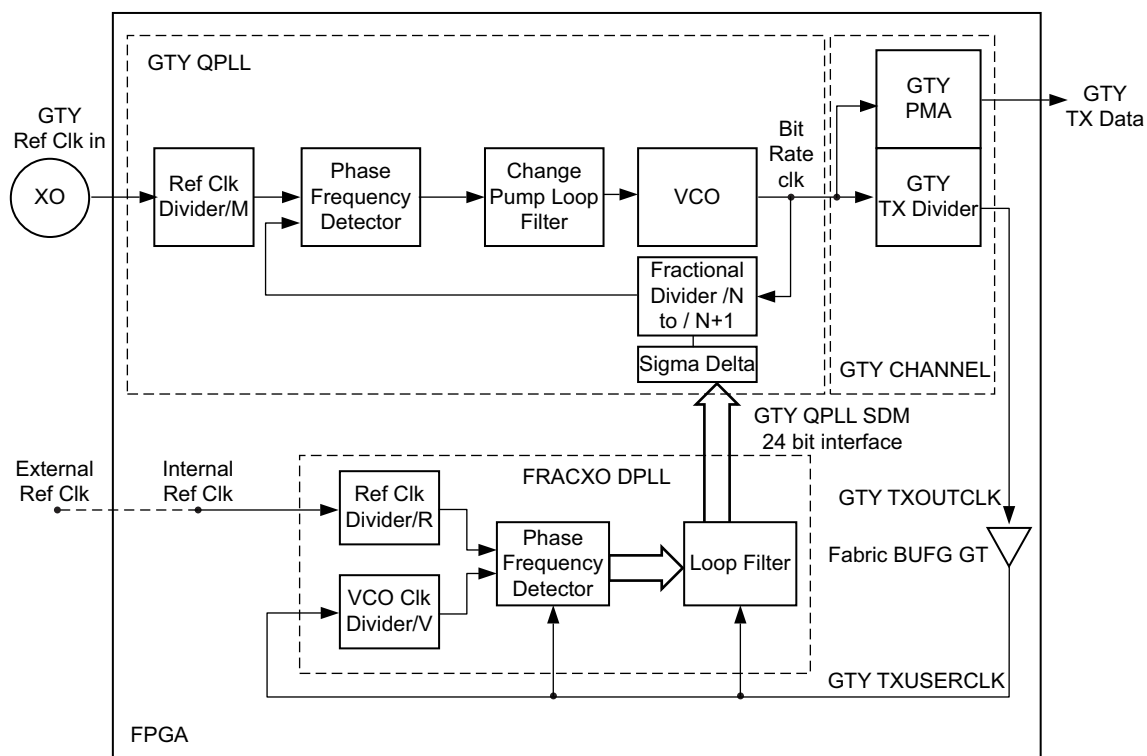 GTY QPLL
GTY
Ref Clk in
XO
Ref Clk
Divider/M
Phase
Frequency
Detector
Change
Pump Loop
Filter
VCO
Bit
Rate
clk
GTY
PMA
GTY
TX Divider
GTY
TX Data
Fractional
Divider /N
to / N+1
Sigma Delta
GTY CHANNEL
GTY QPLL SDM
24 bit interface
External
Ref Clk
Internal
Ref Clk
FRACXO DPLL
Ref Clk
Divider/R
VCO Clk
Divider/V
Phase
Frequency
Detector
Loop Filter
GTY TXOUTCLK
Fabric BUFG GT
GTY TXUSERCLK
FPGA